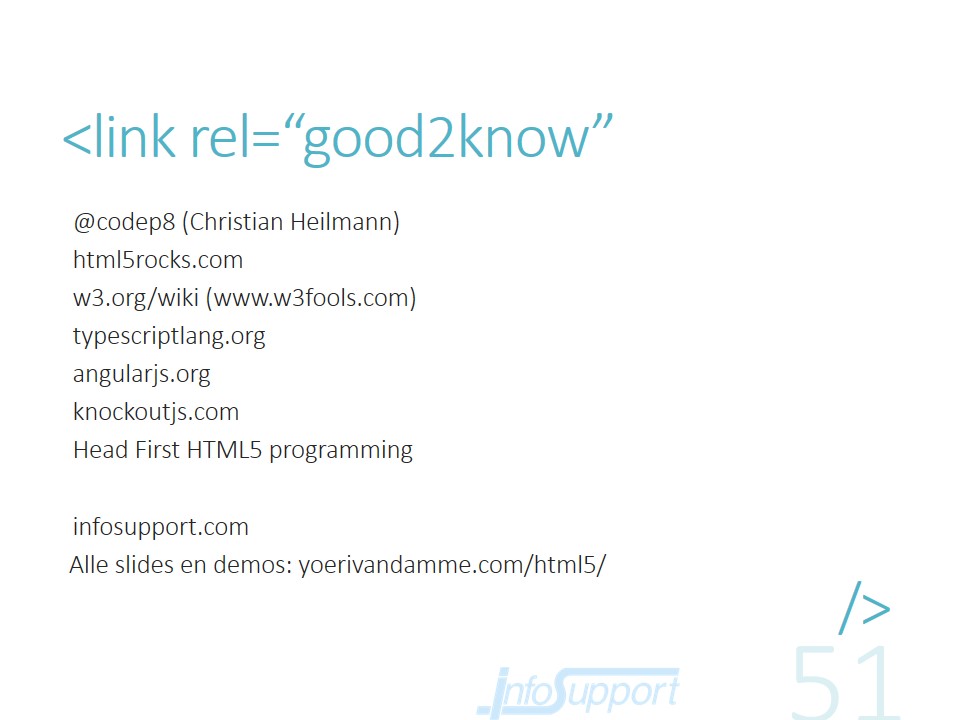 <link rel=“good2know”
@codep8 (Christian Heilmann)
html5rocks.com
w3.org/wiki (www.w3fools.com)
typescriptlang.org
angularjs.org
knockoutjs.com
Head First HTML5 programming
infosupport.com
Alle slides en demos: yoerivandamme.com/html5/
/>
51
infoSupport